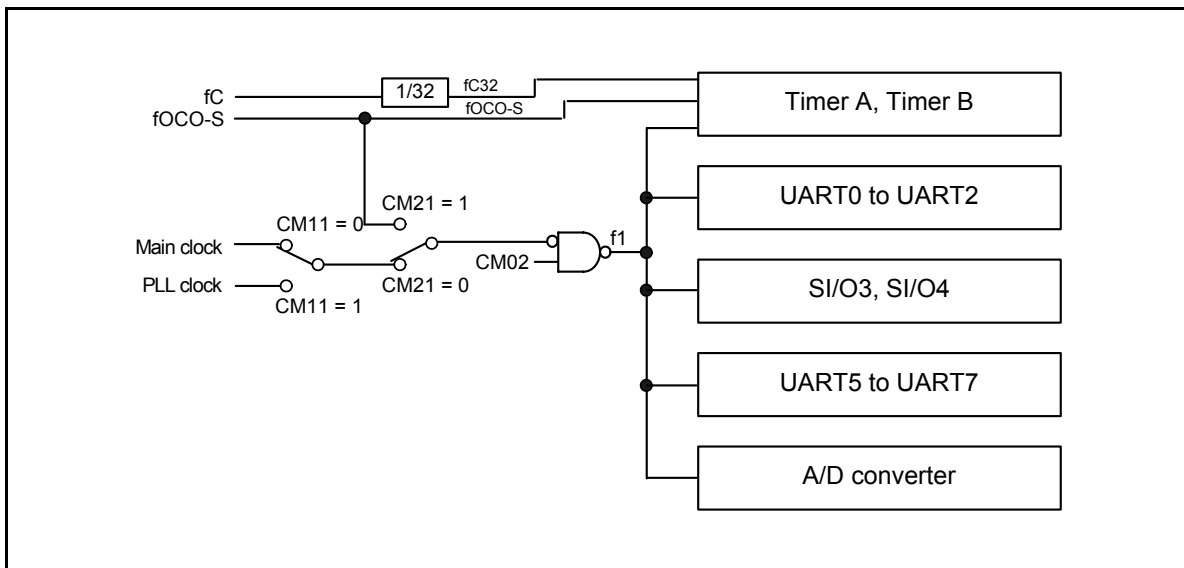 fC
1/32
fC32
fOCO-S
fOCO-S
Timer A, Timer B
CM21 = 1
UART0 to UART2
CM11 = 0
Main clock
f1
CM02
PLL clock
CM21 = 0
CM11 = 1
SI/O3, SI/O4
UART5 to UART7
A/D converter